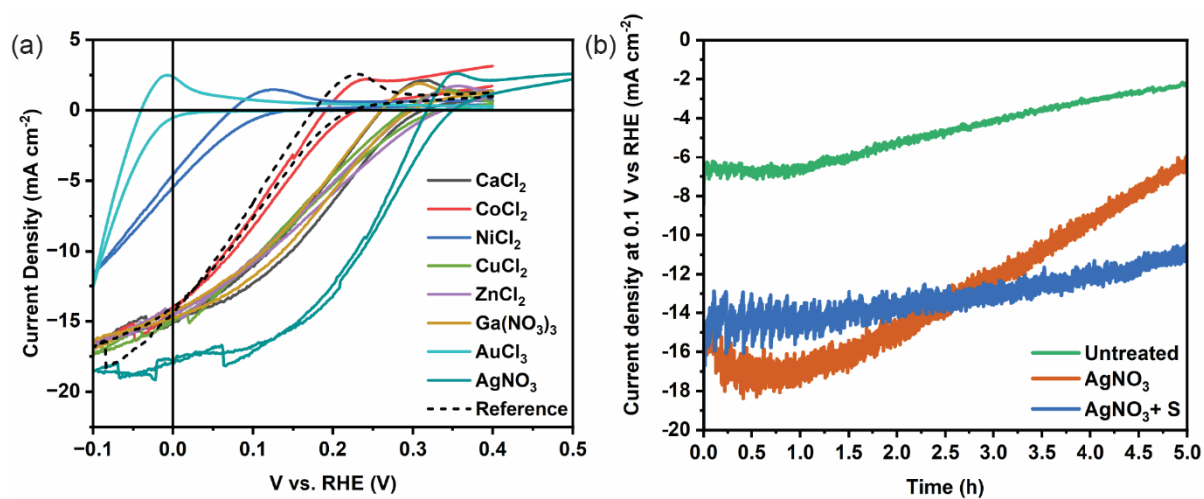 (a)
5
2.5
0
−5
−10
−15
−20
Current Density (mA cm⁻²)
−0.1
0.0
0.1
0.2
0.3
0.4
0.5
V vs. RHE (V)
CaCl₂
CoCl₂
NiCl₂
CuCl₂
ZnCl₂
Ga(NO₃)₃
AuCl₃
AgNO₃
Reference
(b)
0
-2
-4
-6
-8
-10
-12
-14
-16
-18
-20
Current density at 0.1 V vs RHE (mA cm⁻²)
0.0
0.5
1.0
1.5
2.0
2.5
3.0
3.5
4.0
4.5
5.0
Time (h)
Untreated
AgNO₃
AgNO₃+ S